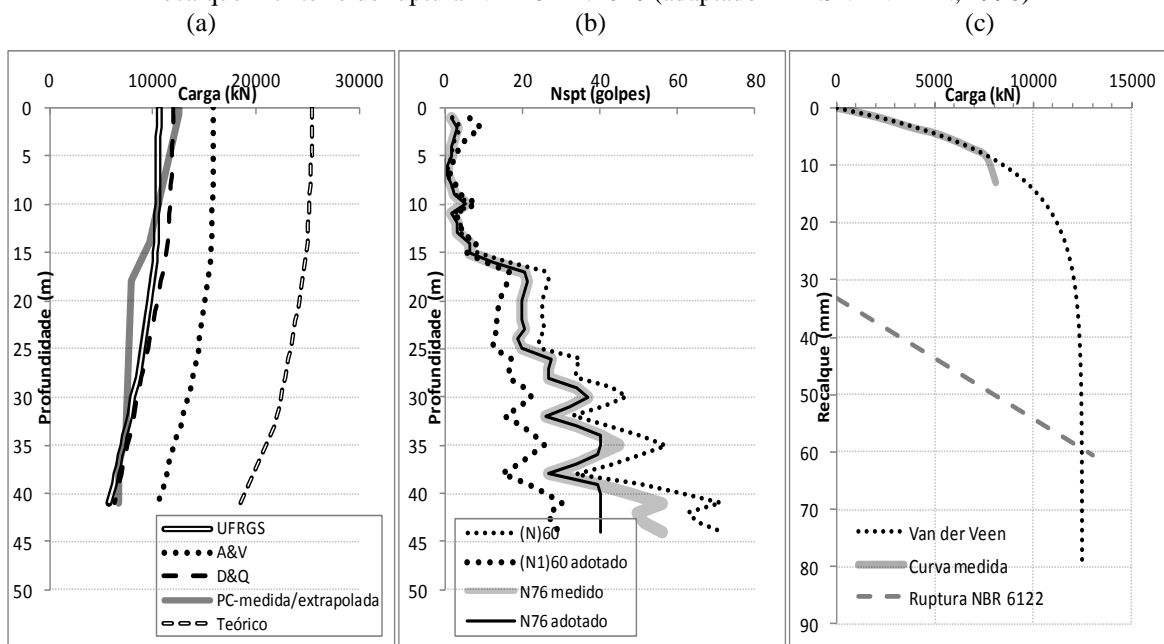 (a) (b) (c)
0 10000 20000 30000
Carga (kN)
Profundidade (m)
0
5
10
15
20
25
30
35
40
45
50
UFRGS
A&V
D&Q
PC-medida/extrapolada
Teórico
0 20 40 60 80
Nspt (golpes)
Profundidade (m)
0
5
10
15
20
25
30
35
40
45
50
(N)60
(N1)60 adotado
N76 medido
N76 adotado
0 5000 10000 15000
Carga (kN)
Recalque (mm)
0
10
20
30
40
50
60
70
80
90
Van der Veen
Curva medida
Ruptura NBR 6122